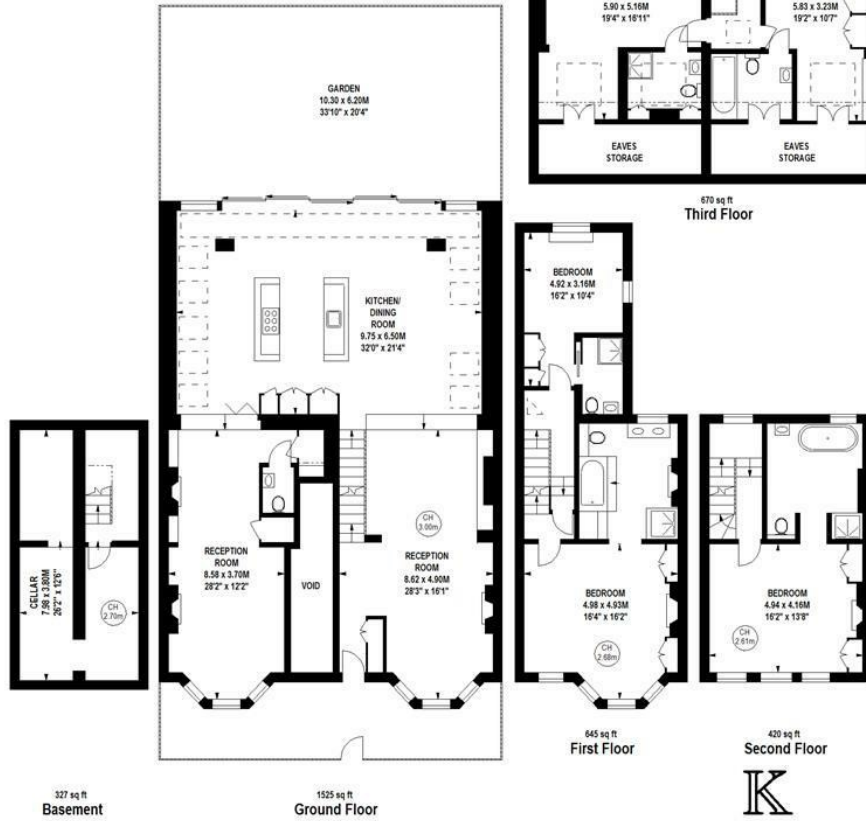 5.90 x 5.16M
19'4" x 16'11"
5.83 x 3.23M
19'2" x 10'7"
EAVES
STORAGE
EAVES
STORAGE
670 sq ft
Third Floor
GARDEN
10.30 x 6.20M
33'10" x 20'4"
KITCHEN/
DINING
ROOM
9.75 x 6.50M
32'0" x 21'4"
RECEPTION
ROOM
8.58 x 3.70M
28'2" x 12'2"
VOID
CH
3.00m
RECEPTION
ROOM
8.62 x 4.90M
28'3" x 16'1"
CELLAR
7.98 x 3.80M
26'2" x 12'6"
CH
2.70m
BEDROOM
4.92 x 3.16M
16'2" x 10'4"
BEDROOM
4.98 x 4.93M
16'4" x 16'2"
CH
2.68m
BEDROOM
4.94 x 4.16M
16'2" x 13'8"
CH
2.61m
645 sq ft
First Floor
420 sq ft
Second Floor
327 sq ft
Basement
1525 sq ft
Ground Floor
K